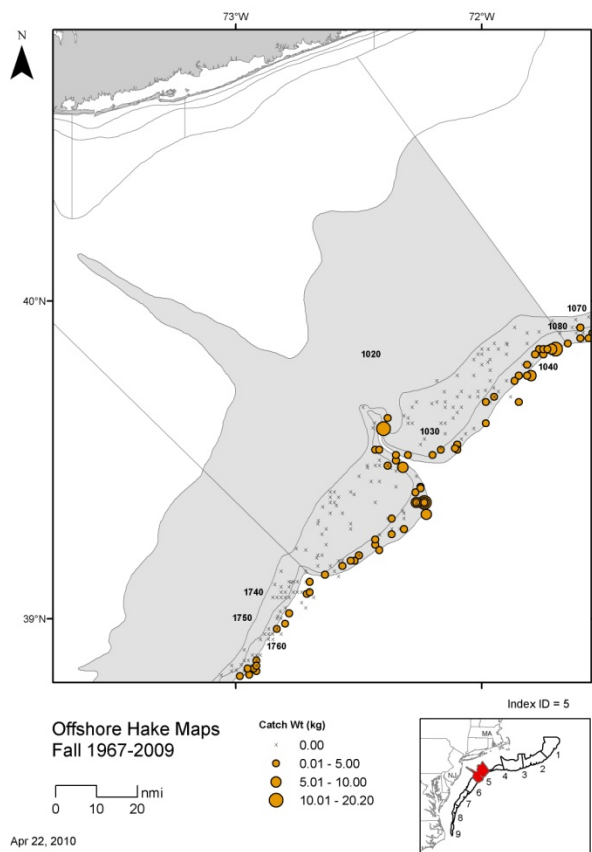 73°W 72°W
N
40°N
39°N
1070
1080
1020
1040
1030
1740
1750
1760
Index ID = 5
Offshore Hake Maps
Fall 1967-2009
Catch Wt (kg)
0.00
0.01 - 5.00
5.01 - 10.00
10.01 - 20.20
nmi
0 10 20
MA
NJ
1
2
3
4
5
6
7
8
9
Apr 22, 2010